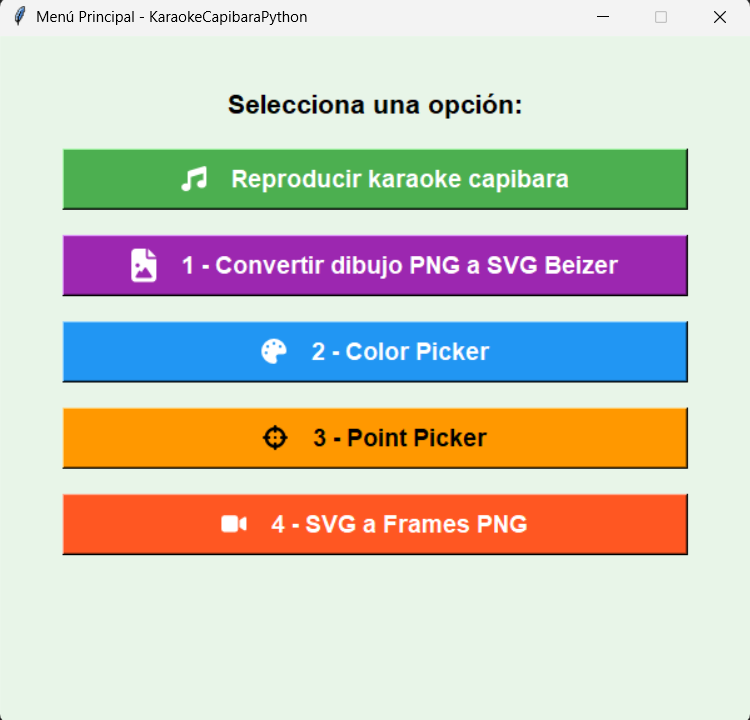 Menú Principal - KaraokeCapibaraPython
Selecciona una opción:
Reproducir karaoke capibara
1 - Convertir dibujo PNG a SVG Beizer
2 - Color Picker
3 - Point Picker
4 - SVG a Frames PNG